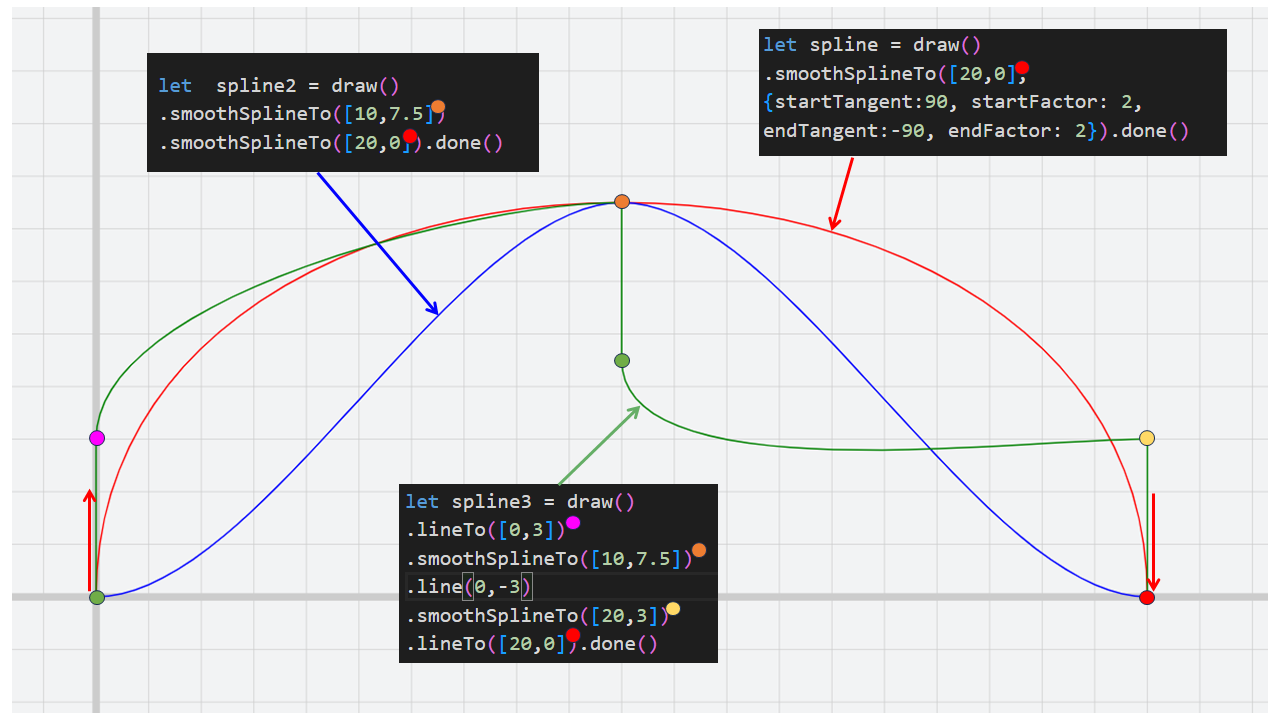 let  spline2 = draw()
.smoothSplineTo([10,7.5])
.smoothSplineTo([20,0]).done()
let spline = draw()
.smoothSplineTo([20,0],
{startTangent:90, startFactor: 2,
endTangent:-90, endFactor: 2}).done()
let spline3 = draw()
.lineTo([0,3])
.smoothSplineTo([10,7.5])
.line(0,-3)
.smoothSplineTo([20,3])
.lineTo([20,0]).done()